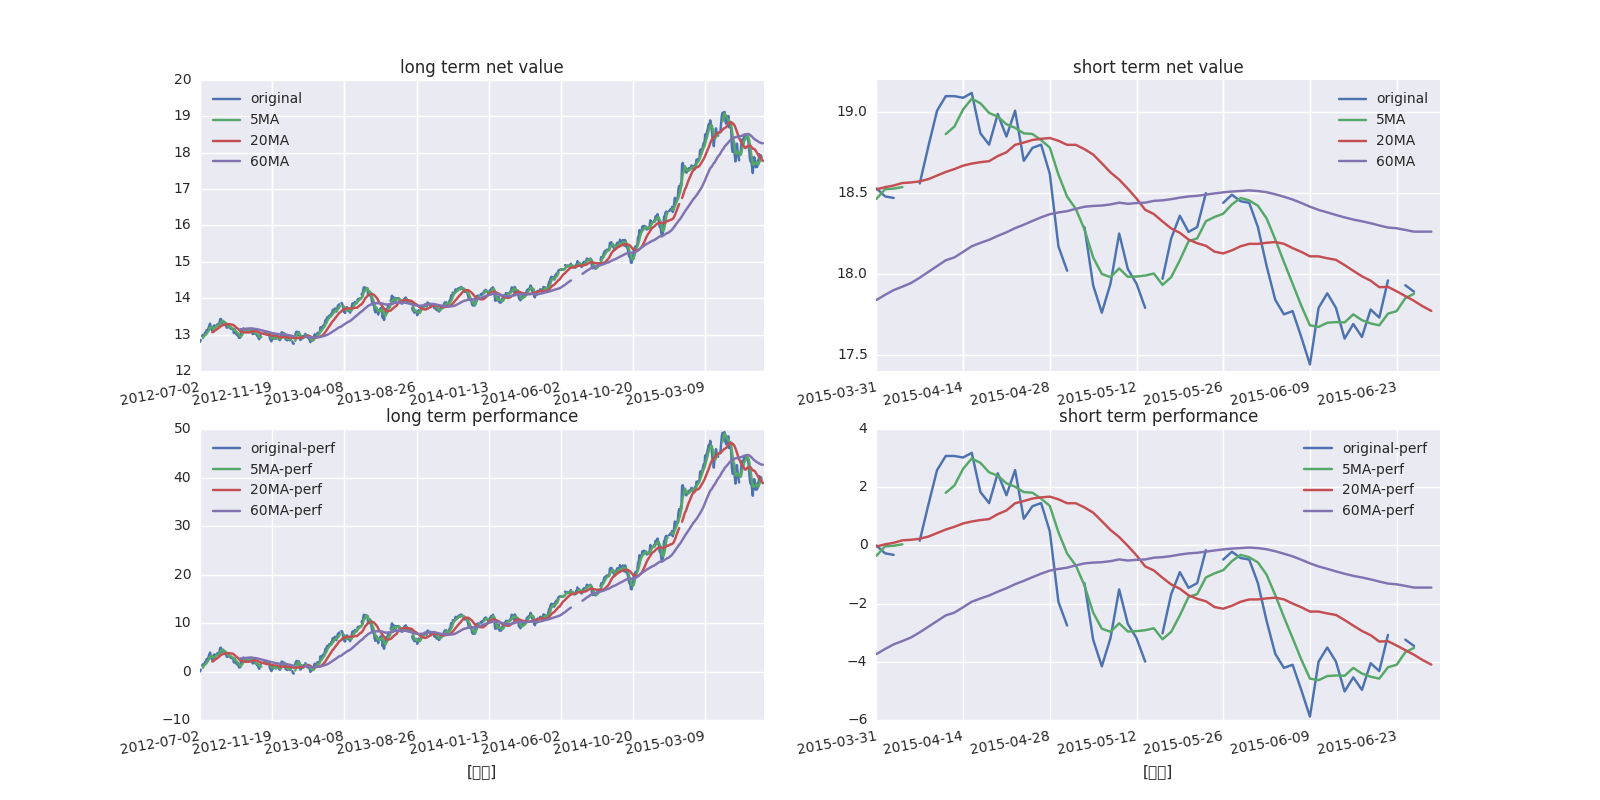 long term net value
20
19
18
17
16
15
14
13
12
original
5MA
20MA
60MA
2012-07-02 2012-11-19 2013-04-08 2013-08-26 2014-01-13 2014-06-02 2014-10-20 2015-03-09
short term net value
19.0
18.5
18.0
17.5
original
5MA
20MA
60MA
2015-03-31 2015-04-14 2015-04-28 2015-05-12 2015-05-26 2015-06-09 2015-06-23
long term performance
50
40
30
20
10
0
−10
original-perf
5MA-perf
20MA-perf
60MA-perf
2012-07-02 2012-11-19 2013-04-08 2013-08-26 2014-01-13 2014-06-02 2014-10-20 2015-03-09
short term performance
4
2
0
−2
−4
−6
original-perf
5MA-perf
20MA-perf
60MA-perf
2015-03-31 2015-04-14 2015-04-28 2015-05-12 2015-05-26 2015-06-09 2015-06-23